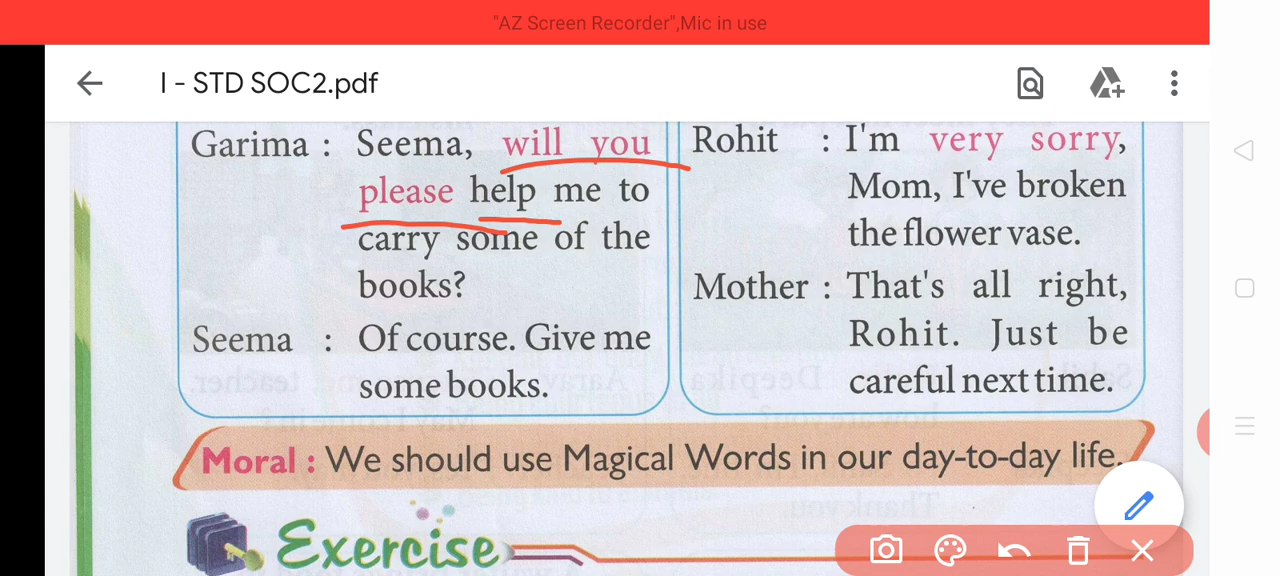 "AZ Screen Recorder",Mic in use
I - STD SOC2.pdf
Garima : Seema, will you
please help me to
carry some of the
books?
Seema : Of course. Give me
some books.
Rohit : I'm very sorry,
Mom, I've broken
the flower vase.
Mother : That's all right,
Rohit. Just be
careful next time.
Moral : We should use Magical Words in our day-to-day life.
Exercise